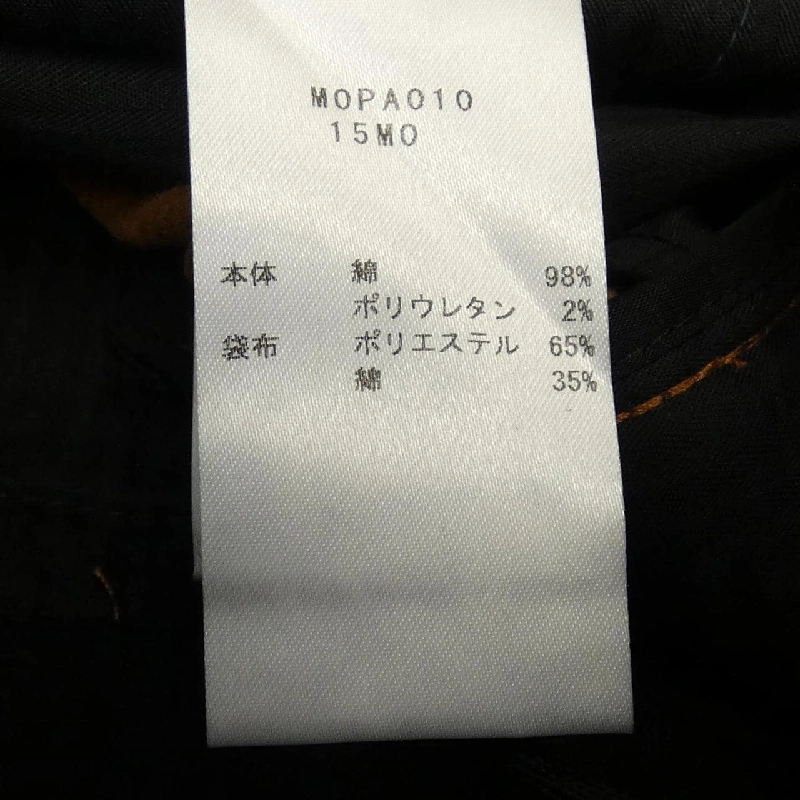 MOPA010
15MO
本体 綿 98%
ポリウレタン 2%
袋布 ポリエステル 65%
綿 35%